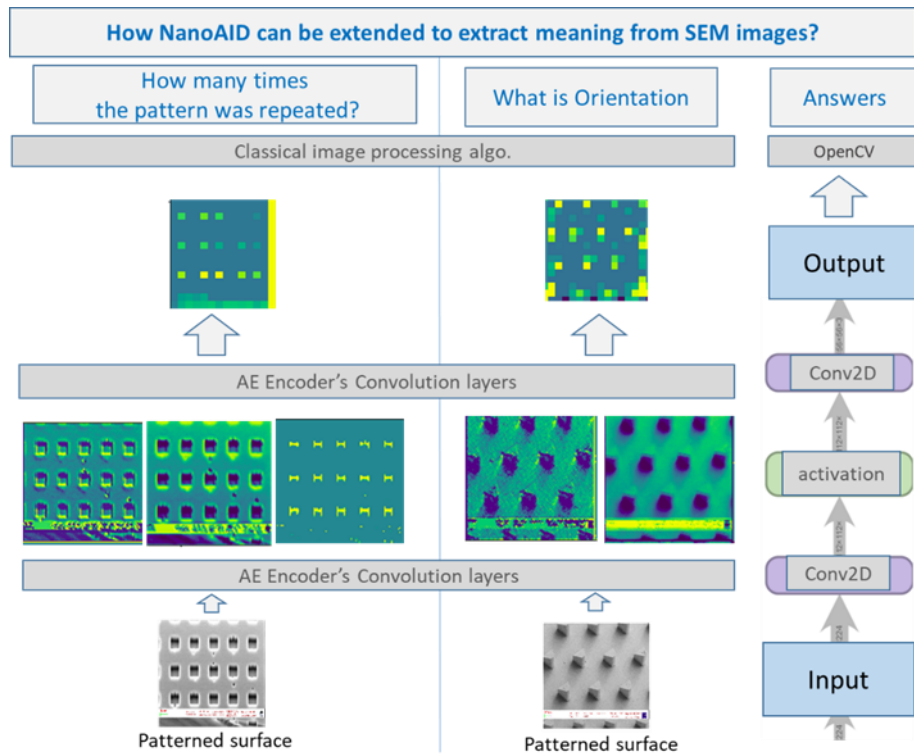 How NanoAID can be extended to extract meaning from SEM images?
How many times
the pattern was repeated?
What is Orientation
Answers
Classical image processing algo.
OpenCV
Output
AE Encoder's Convolution layers
Conv2D
activation
AE Encoder's Convolution layers
Conv2D
224
Input
Patterned surface
Patterned surface
224